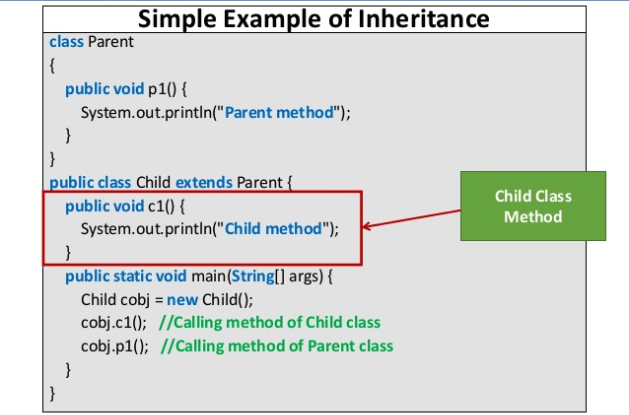 Simple Example of Inheritance
class Parent
{
public void p1() {
System.out.println("Parent method");
}
}
public class Child extends Parent {
public void c1() {
System.out.println("Child method");
}
public static void main(String[] args) {
Child cobj = new Child();
cobj.c1();  //Calling method of Child class
cobj.p1();  //Calling method of Parent class
}
}
Child Class
Method